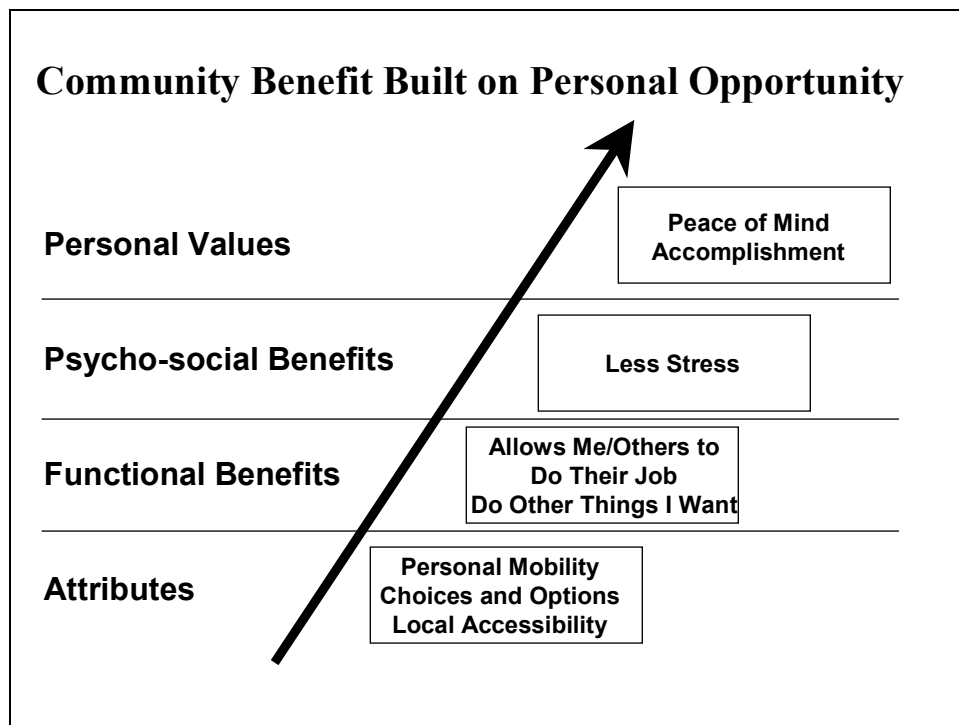 Community Benefit Built on Personal Opportunity
Personal Values
Peace of Mind
Accomplishment
Psycho-social Benefits
Less Stress
Functional Benefits
Allows Me/Others to
Do Their Job
Do Other Things I Want
Attributes
Personal Mobility
Choices and Options
Local Accessibility